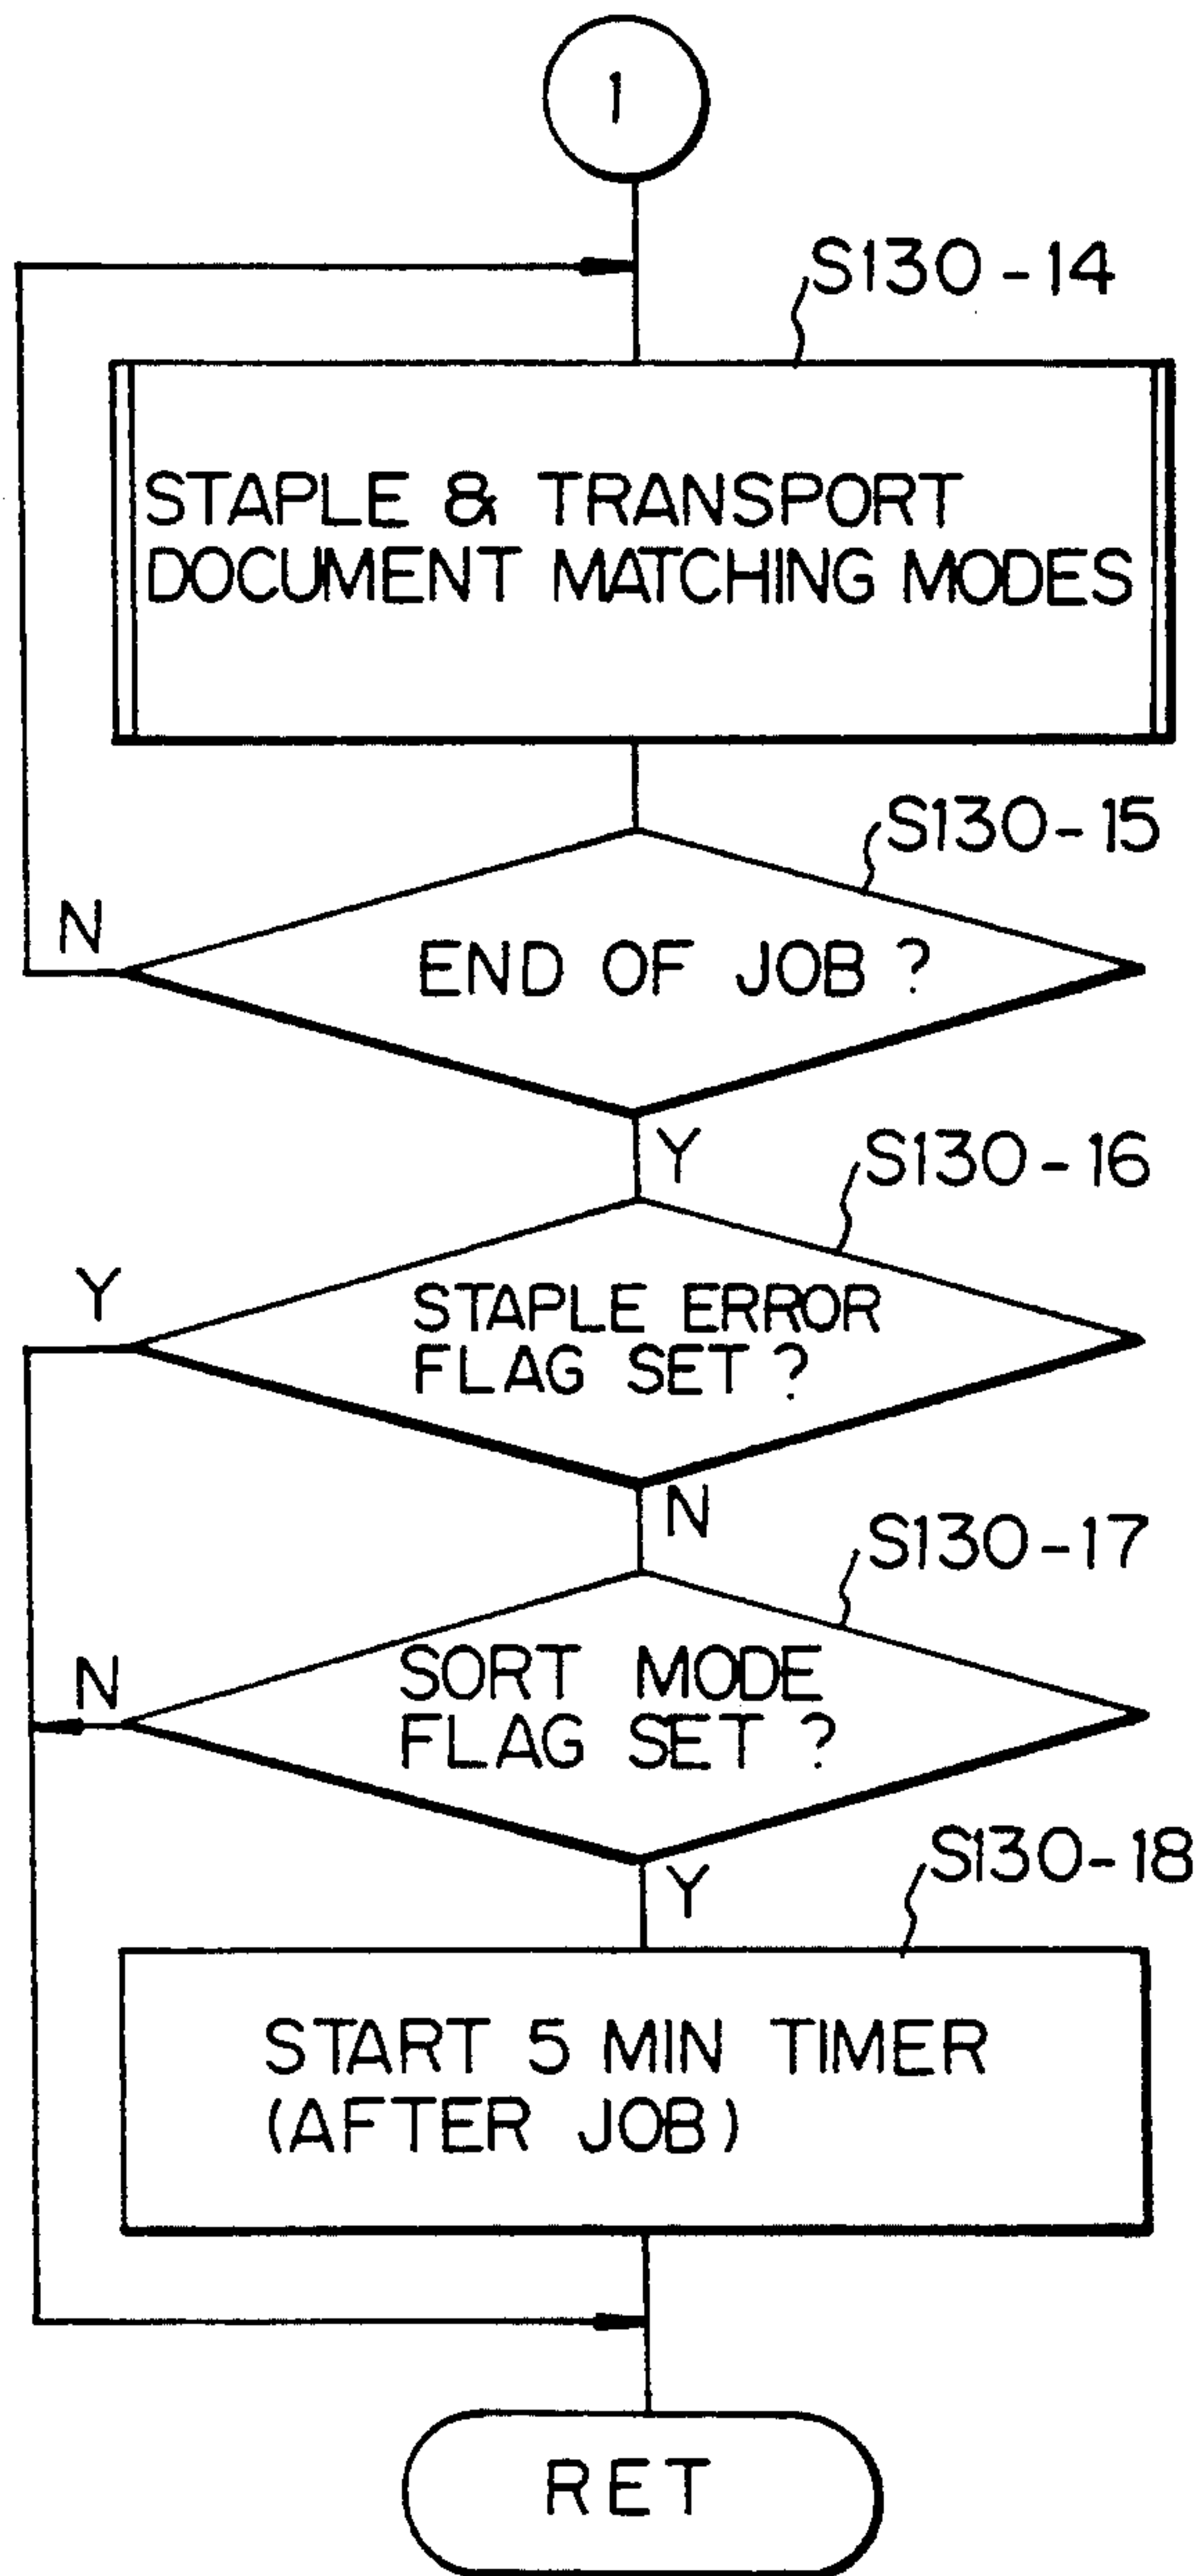 1
S130-14
STAPLE & TRANSPORT
DOCUMENT MATCHING MODES
S130-15
N
END OF JOB ?
Y
S130-16
Y
STAPLE ERROR
FLAG SET ?
N
S130-17
N
SORT MODE
FLAG SET ?
Y
S130-18
START 5 MIN TIMER
(AFTER JOB)
RET